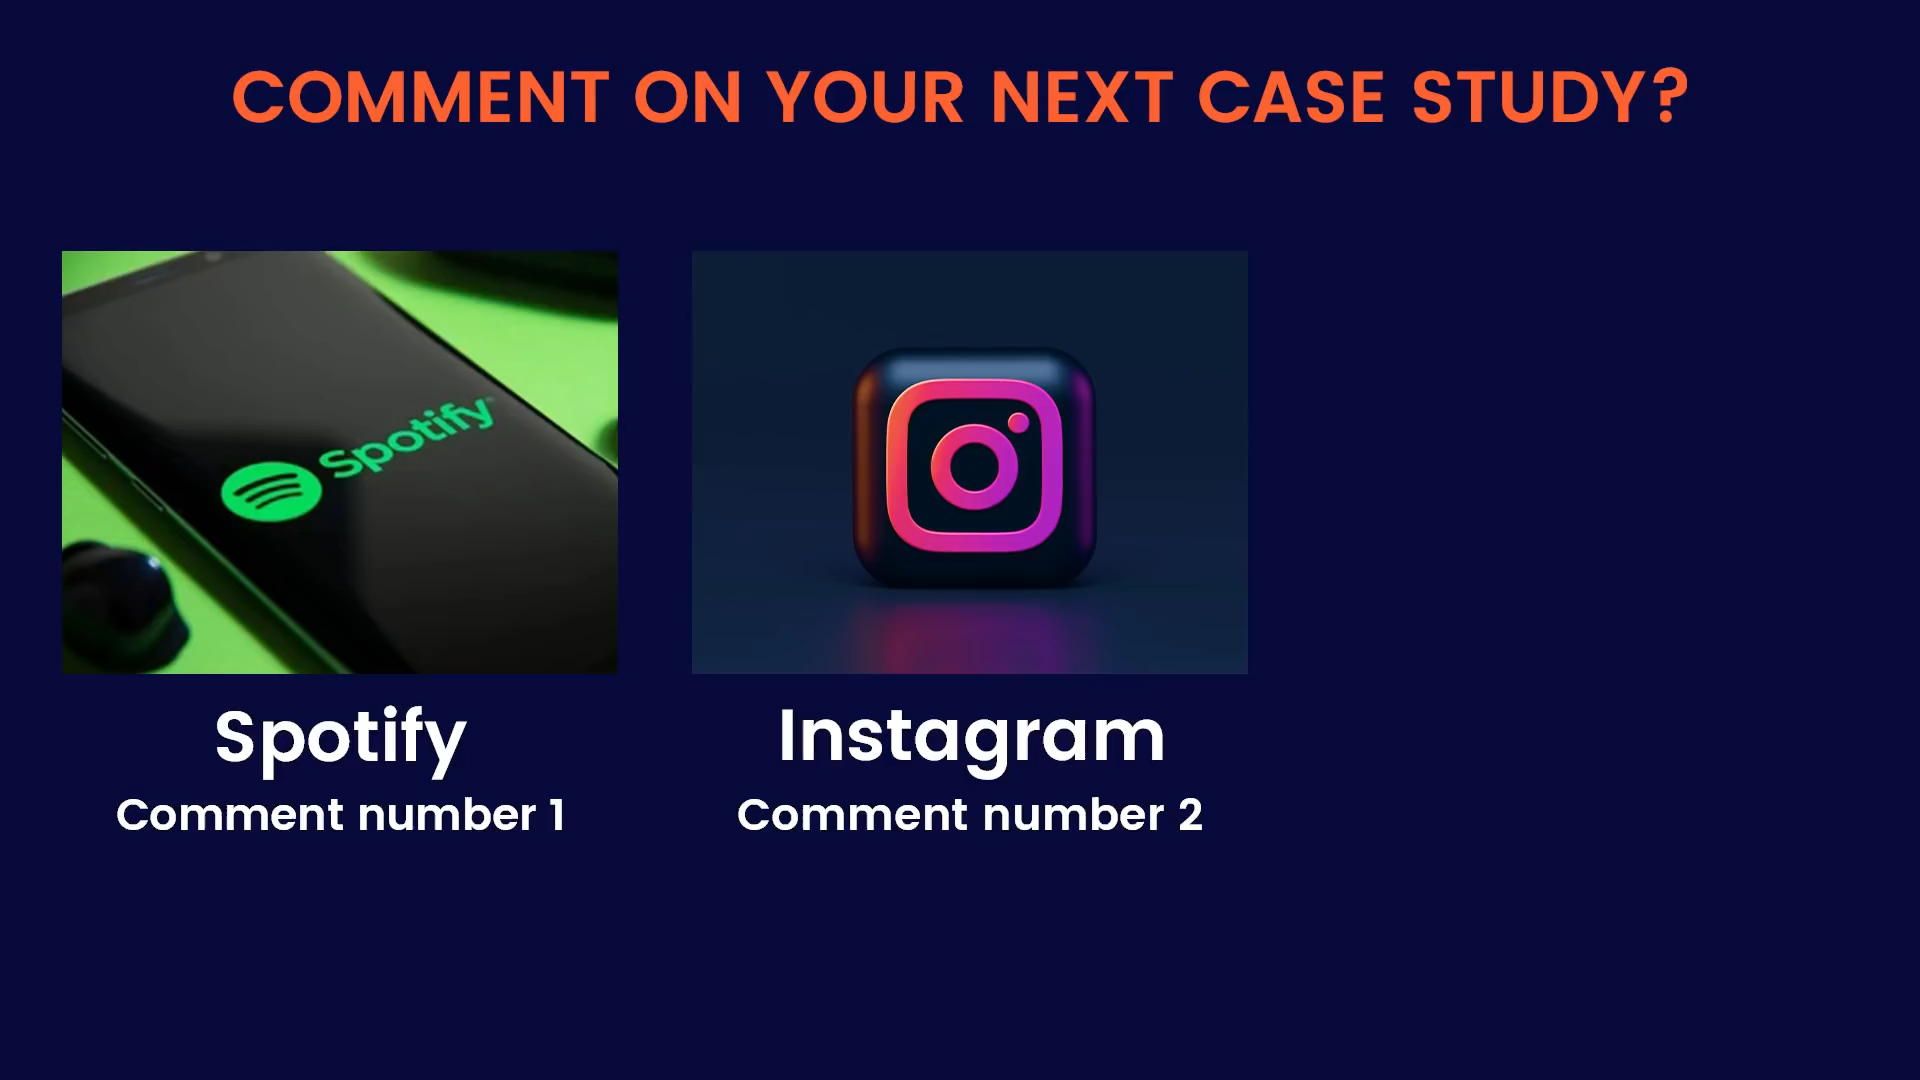 COMMENT ON YOUR NEXT CASE STUDY?
Spotify
Spotify
Comment number 1
Instagram
Comment number 2